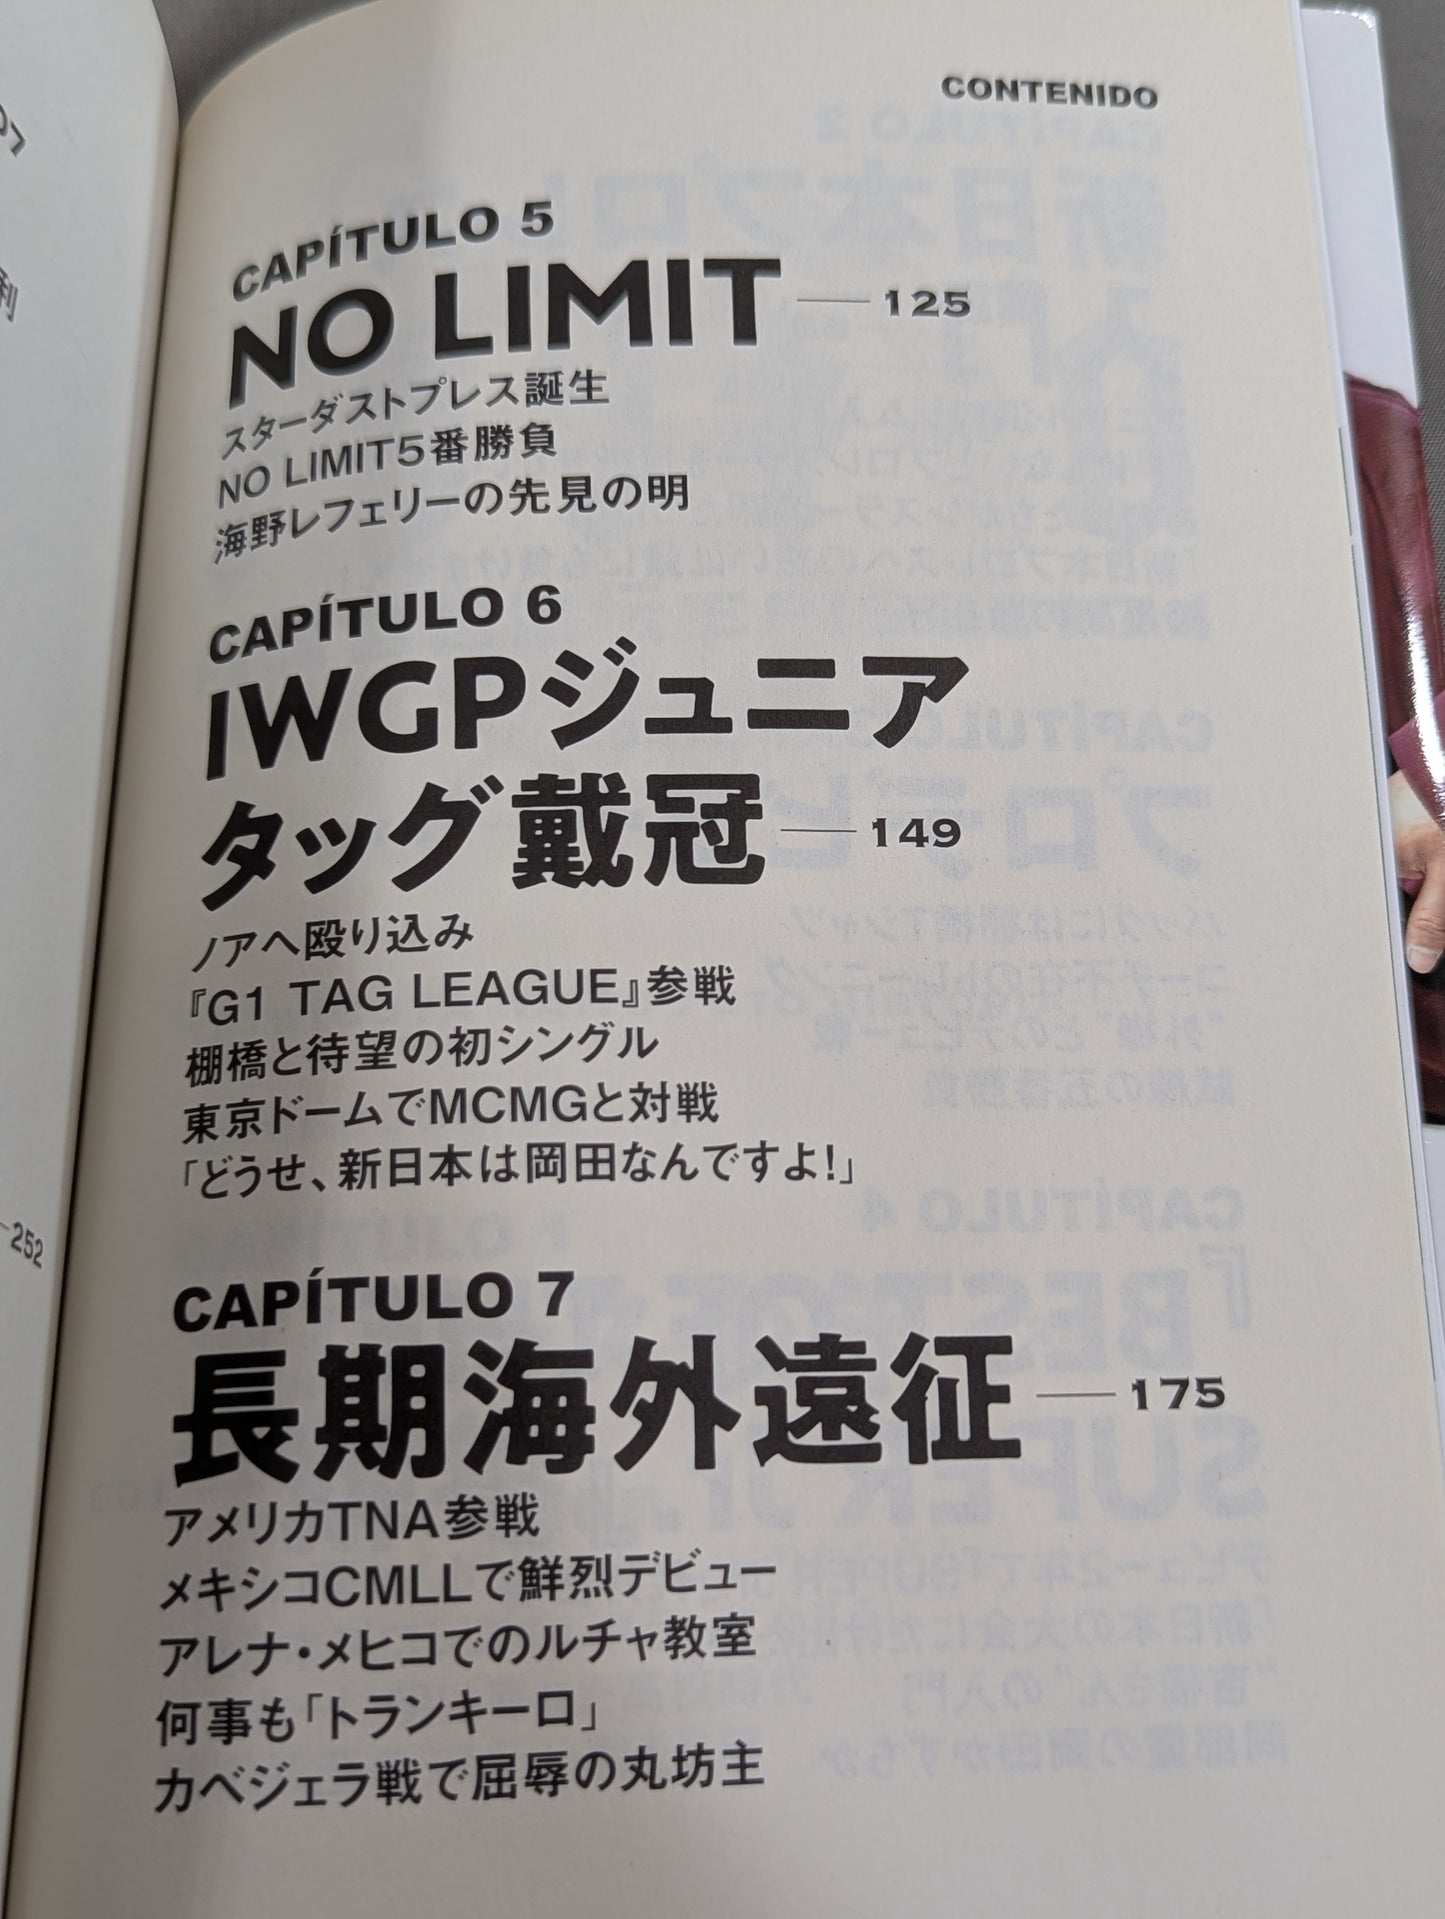 CONTENIDO
CAPÍTULO 5
NO LIMIT — 125
スターダストプレス誕生
NO LIMIT5番勝負
海野レフェリーの先見の明
CAPÍTULO 6
IWGPジュニア
タッグ戴冠 — 149
ノアへ殴り込み
『G1 TAG LEAGUE』参戦
棚橋と待望の初シングル
東京ドームでMCMGと対戦
「どうせ、新日本は岡田なんですよ!」
CAPÍTULO 7
長期海外遠征 — 175
アメリカTNA参戦
メキシコCMLLで鮮烈デビュー
アレナ・メヒコでのルチャ教室
何事も「トランキーロ」
カベジェラ戦で屈辱の丸坊主
利
—252